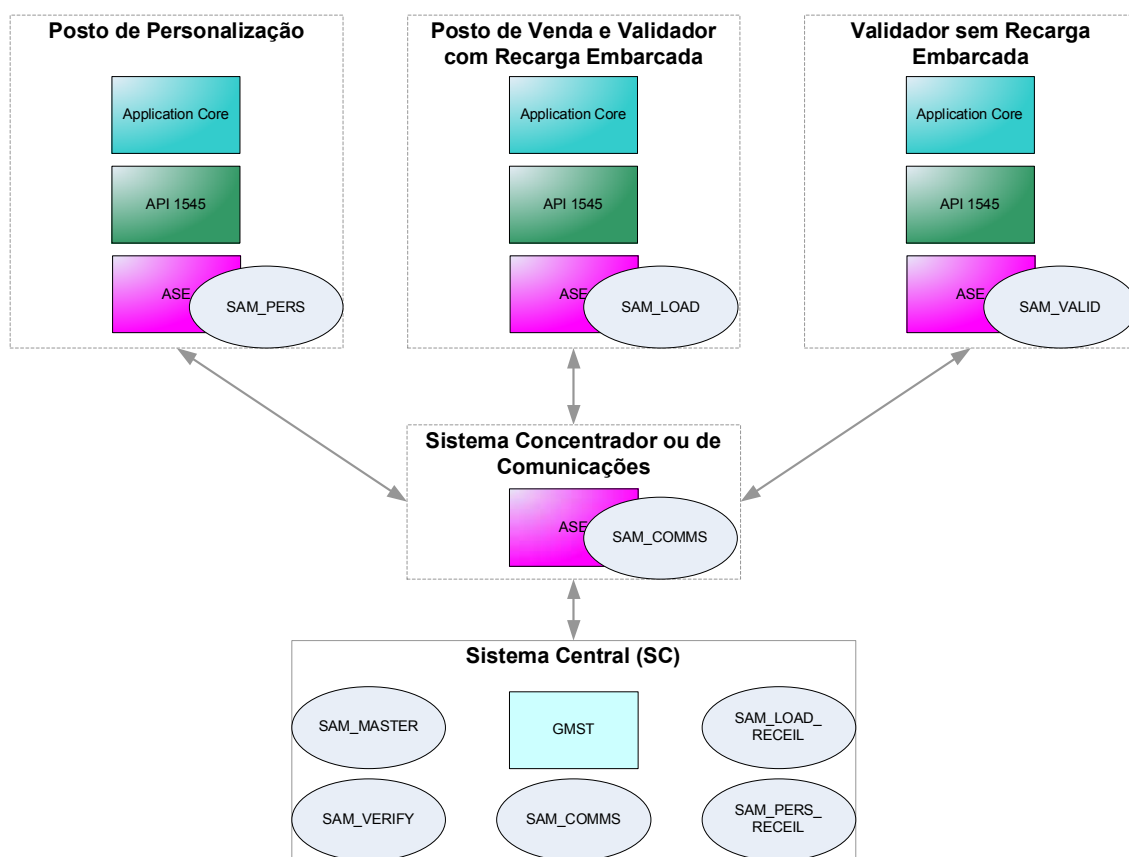 Posto de Personalização
Application Core
API 1545
ASE
SAM_PERS
Posto de Venda e Validador
com Recarga Embarcada
Application Core
API 1545
ASE
SAM_LOAD
Validador sem Recarga
Embarcada
Application Core
API 1545
ASE
SAM_VALID
Sistema Concentrador ou de
Comunicações
ASE
SAM_COMMS
Sistema Central (SC)
SAM_MASTER
GMST
SAM_LOAD_
RECEIL
SAM_VERIFY
SAM_COMMS
SAM_PERS_
RECEIL